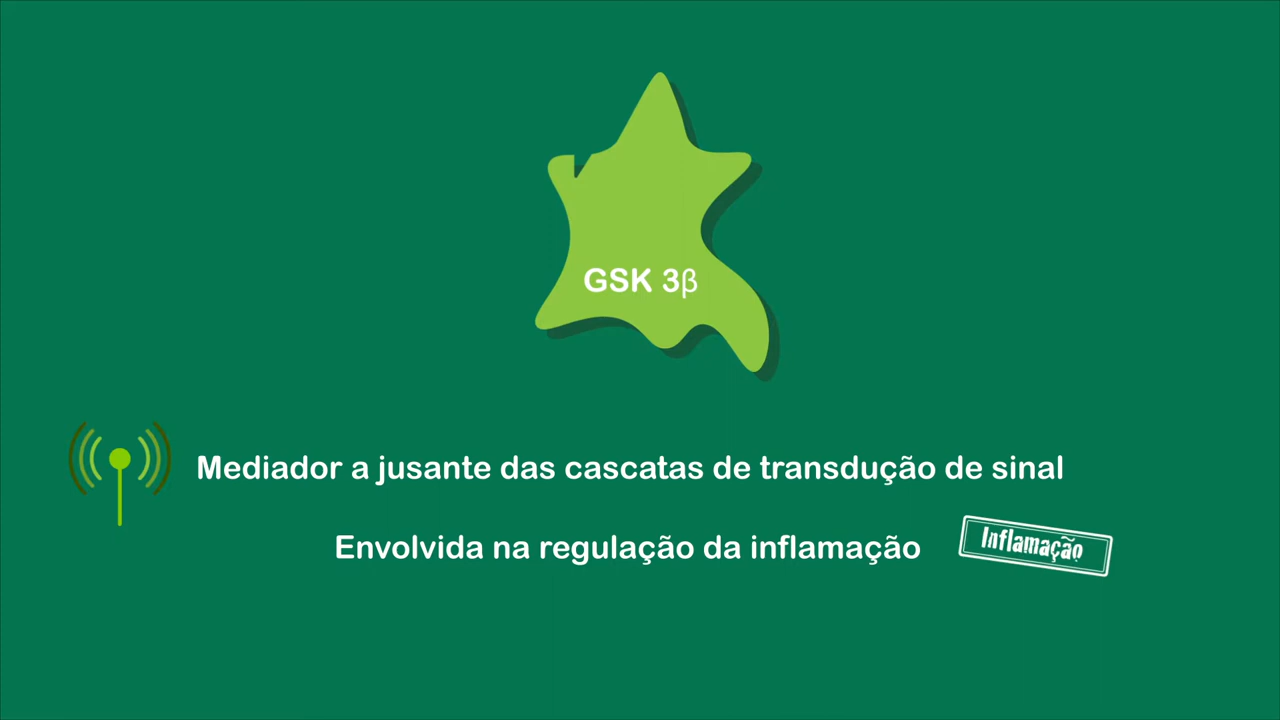 GSK 3β
Mediador a jusante das cascatas de transdução de sinal
Envolvida na regulação da inflamação
Inflamação